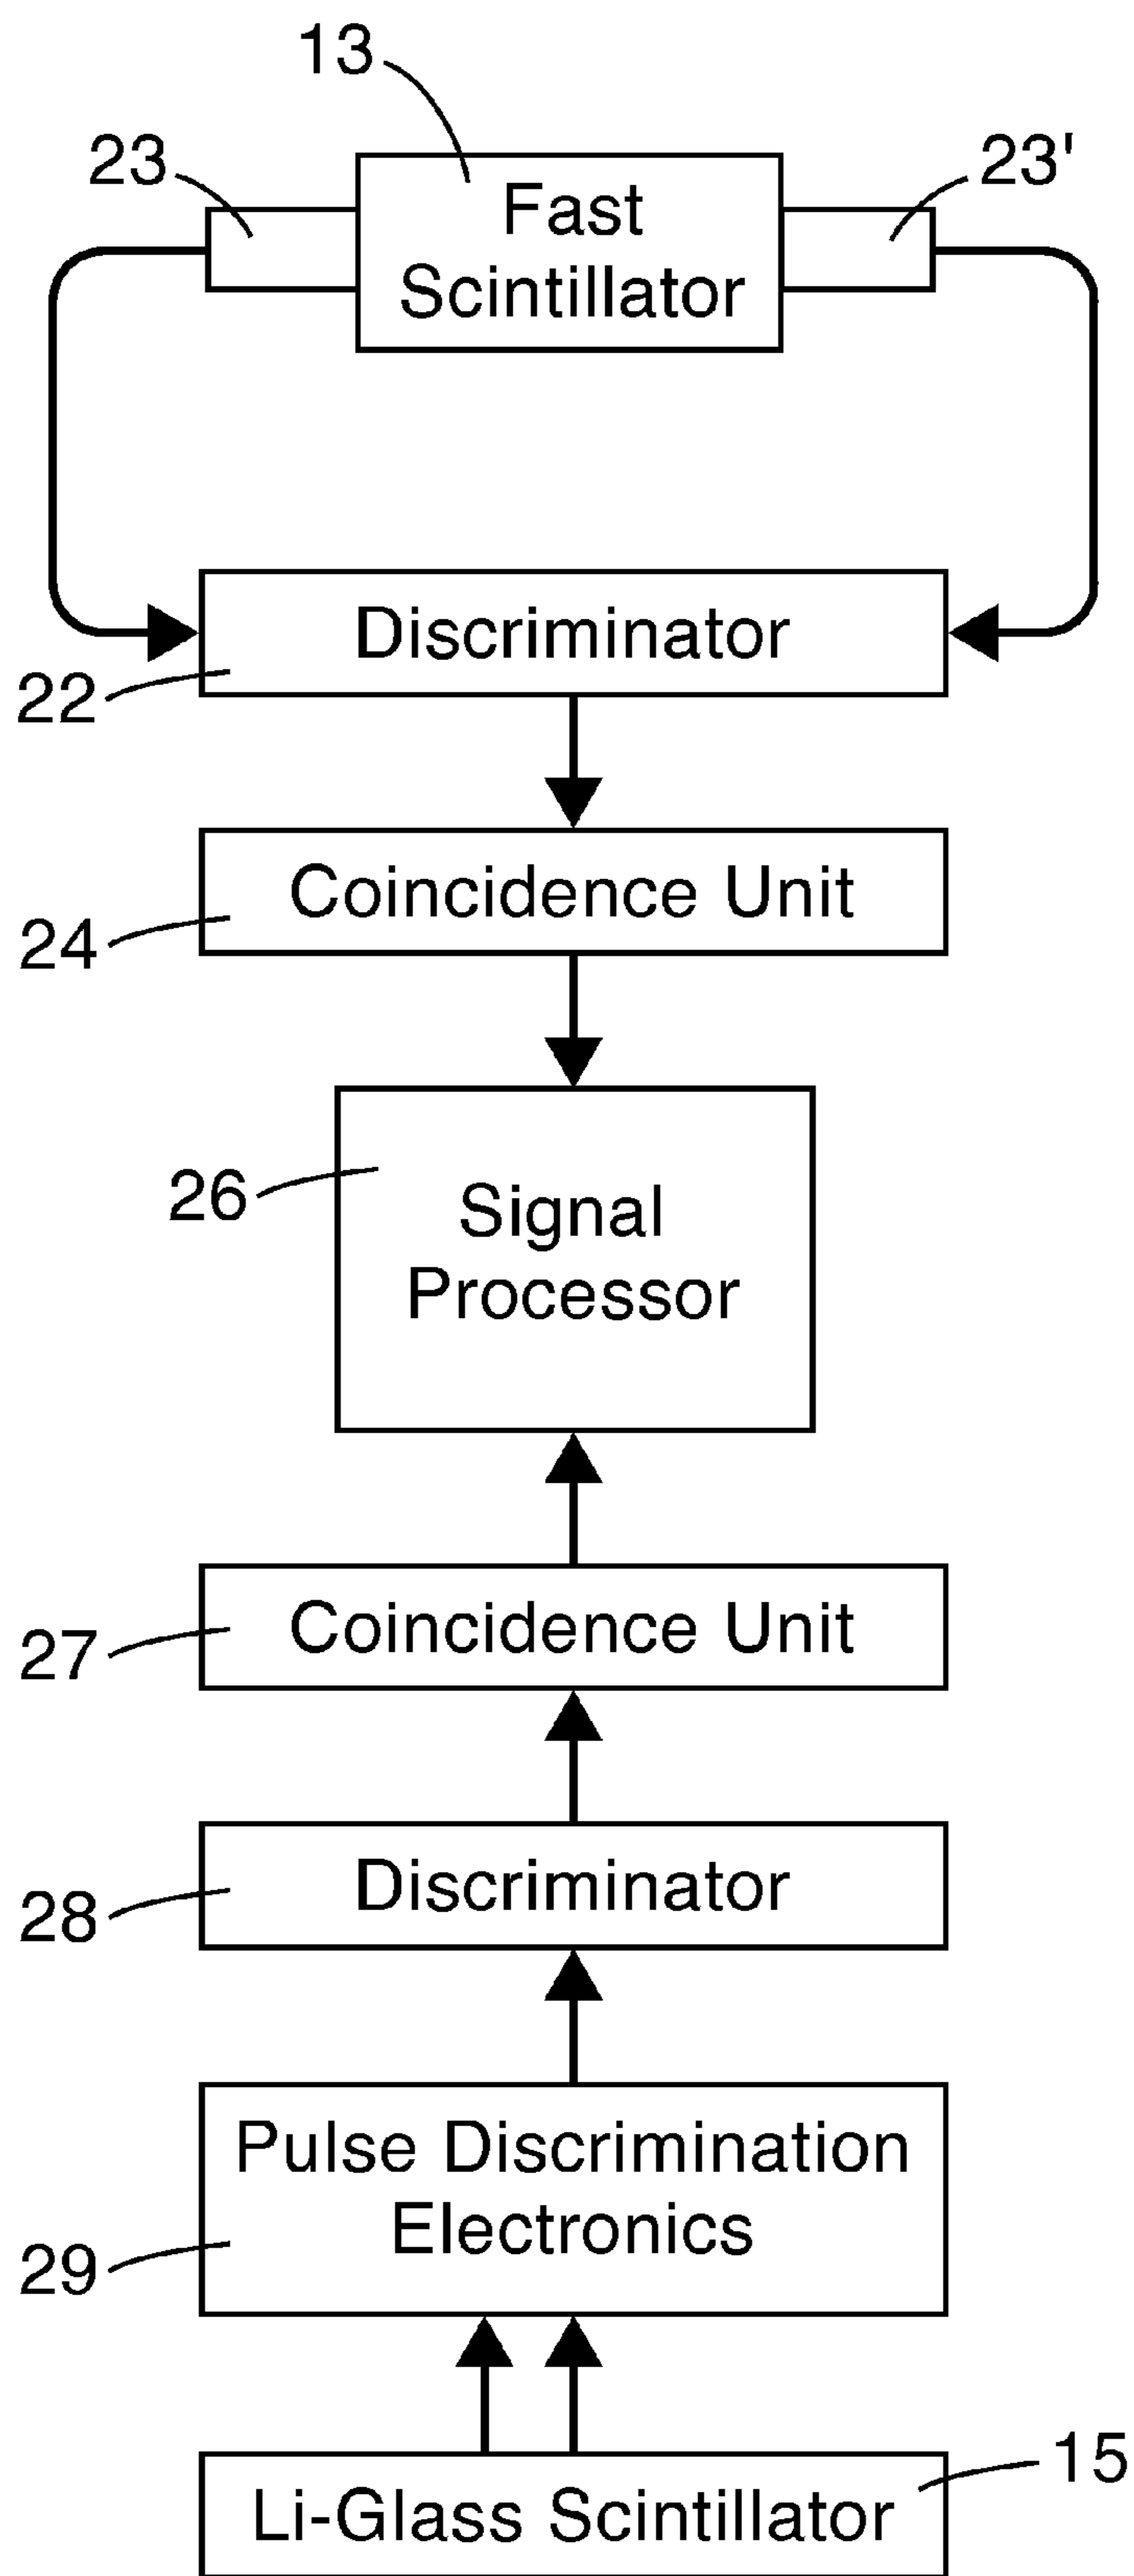 13
23
23'
Fast
Scintillator
Discriminator
22
Coincidence Unit
24
26
Signal
Processor
Coincidence Unit
27
Discriminator
28
Pulse Discrimination
Electronics
29
15
Li-Glass Scintillator